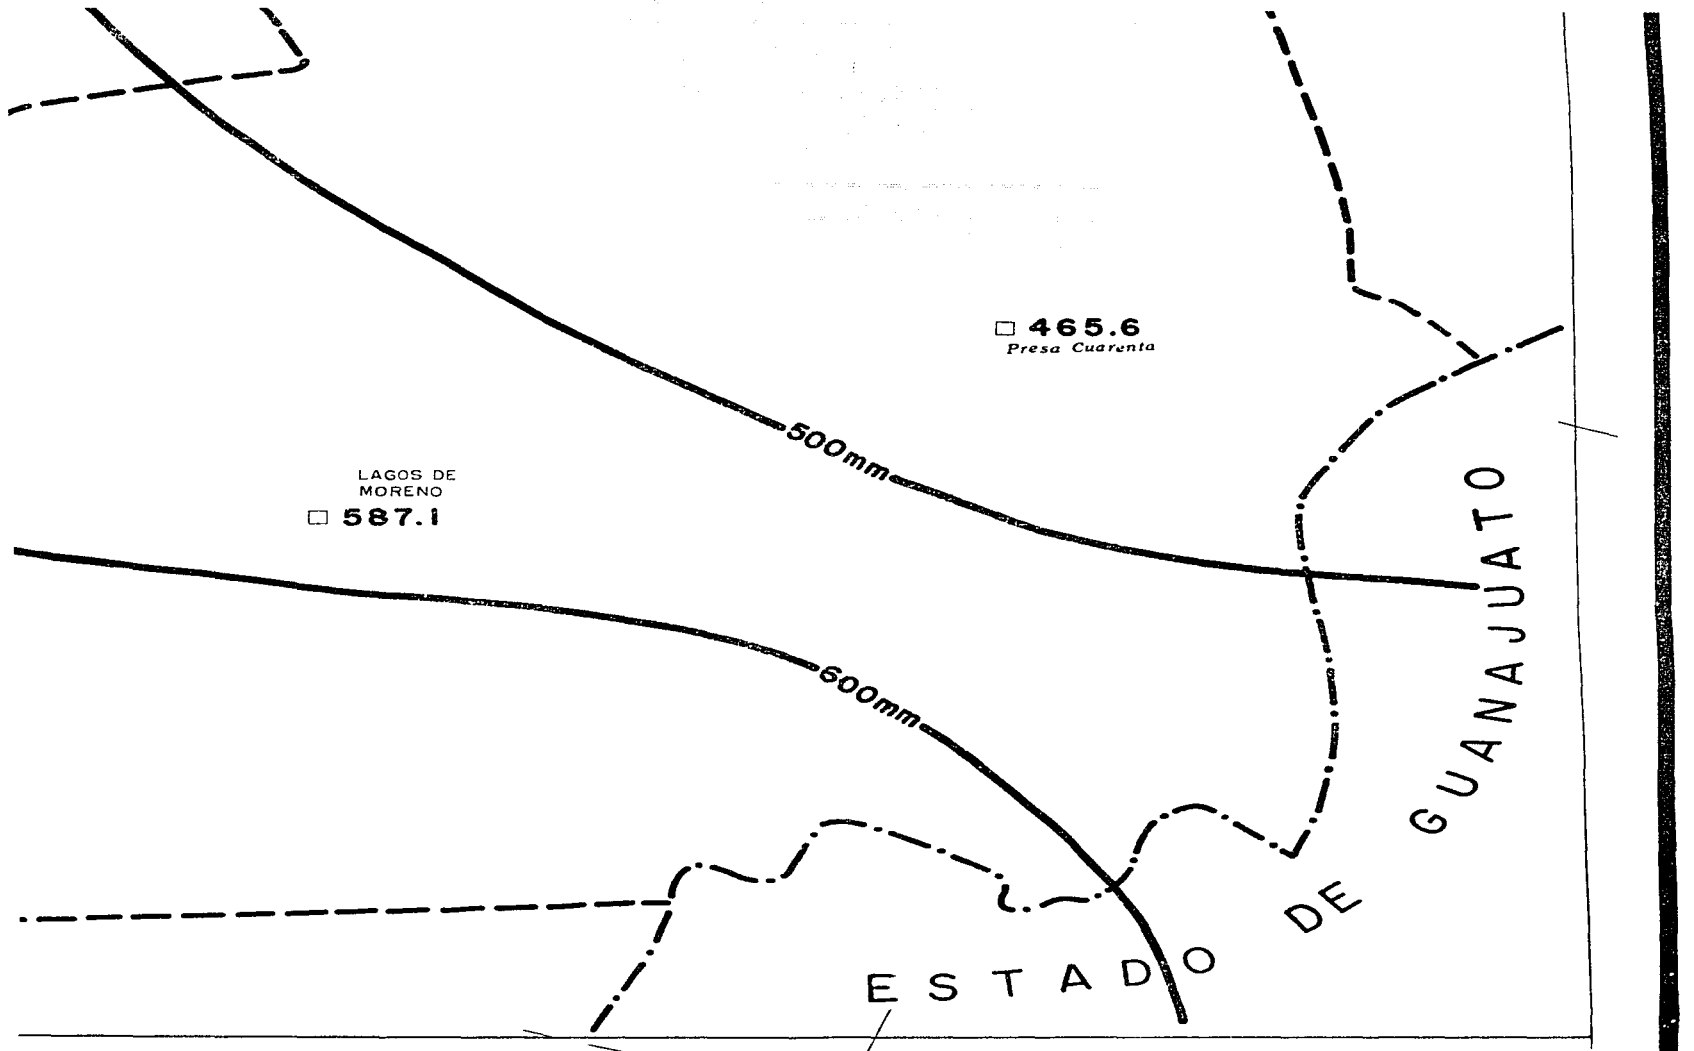 465.6
Presa Cuarenta
500mm
LAGOS DE
MORENO
587.1
600mm
ESTADO DE GUANAJUATO